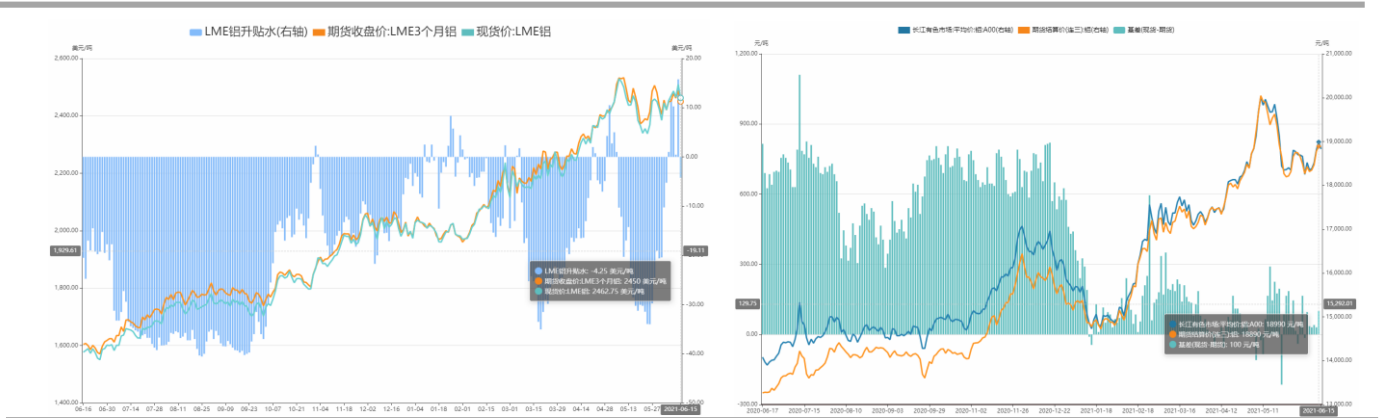 LME铝升贴水(右轴) 期货收盘价:LME3个月铝 现货价:LME铝
美元/吨
2,600.00
2,400.00
2,200.00
2,000.00
1,929.61
1,800.00
1,600.00
1,400.00
20.00
10.00
0.00
-10.00
-19.11
-20.00
-30.00
-40.00
-50.00
LME铝升贴水: -4.25 美元/吨
期货收盘价:LME3个月铝: 2450 美元/吨
现货价:LME铝: 2462.75 美元/吨
06-16 06-30 07-14 07-28 08-11 08-25 09-09 09-23 10-07 10-21 11-04 11-18 12-02 12-16 01-04 01-18 02-01 02-15 03-01 03-15 03-29 04-14 04-28 05-13 05-27 2021-06-15
长江有色市场:平均价:铝:A00(右轴) 期货结算价(连三):铝(右轴) 基差(现货-期货)
元/吨 元/吨
1,200.00
900.00
600.00
300.00
129.75
0.00
-300.00
21,000.00
20,000.00
19,000.00
18,000.00
17,000.00
16,000.00
15,292.01
15,000.00
14,000.00
13,000.00
长江有色市场:平均价:铝:A00: 18990 元/吨
期货结算价(连三):铝: 18890 元/吨
基差(现货-期货): 100 元/吨
2020-06-17 2020-07-15 2020-08-10 2020-09-03 2020-09-29 2020-11-02 2020-11-26 2020-12-22 2021-01-18 2021-02-18 2021-03-16 2021-04-12 2021-05-11 2021-06-15